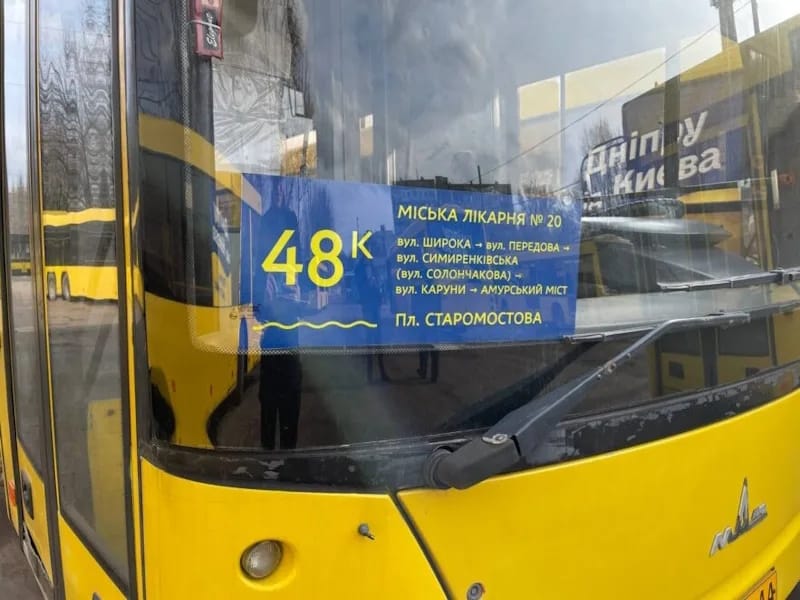 Дніпру
Києва
48К
МІСЬКА ЛІКАРНЯ № 20
вул. ШИРОКА → вул. ПЕРЕДОВА →
вул. СИМИРЕНКІВСЬКА
(вул. СОЛОНЧАКОВА) →
вул. КАРУНИ → АМУРСЬКИЙ МІСТ
Пл. СТАРОМОСТОВА